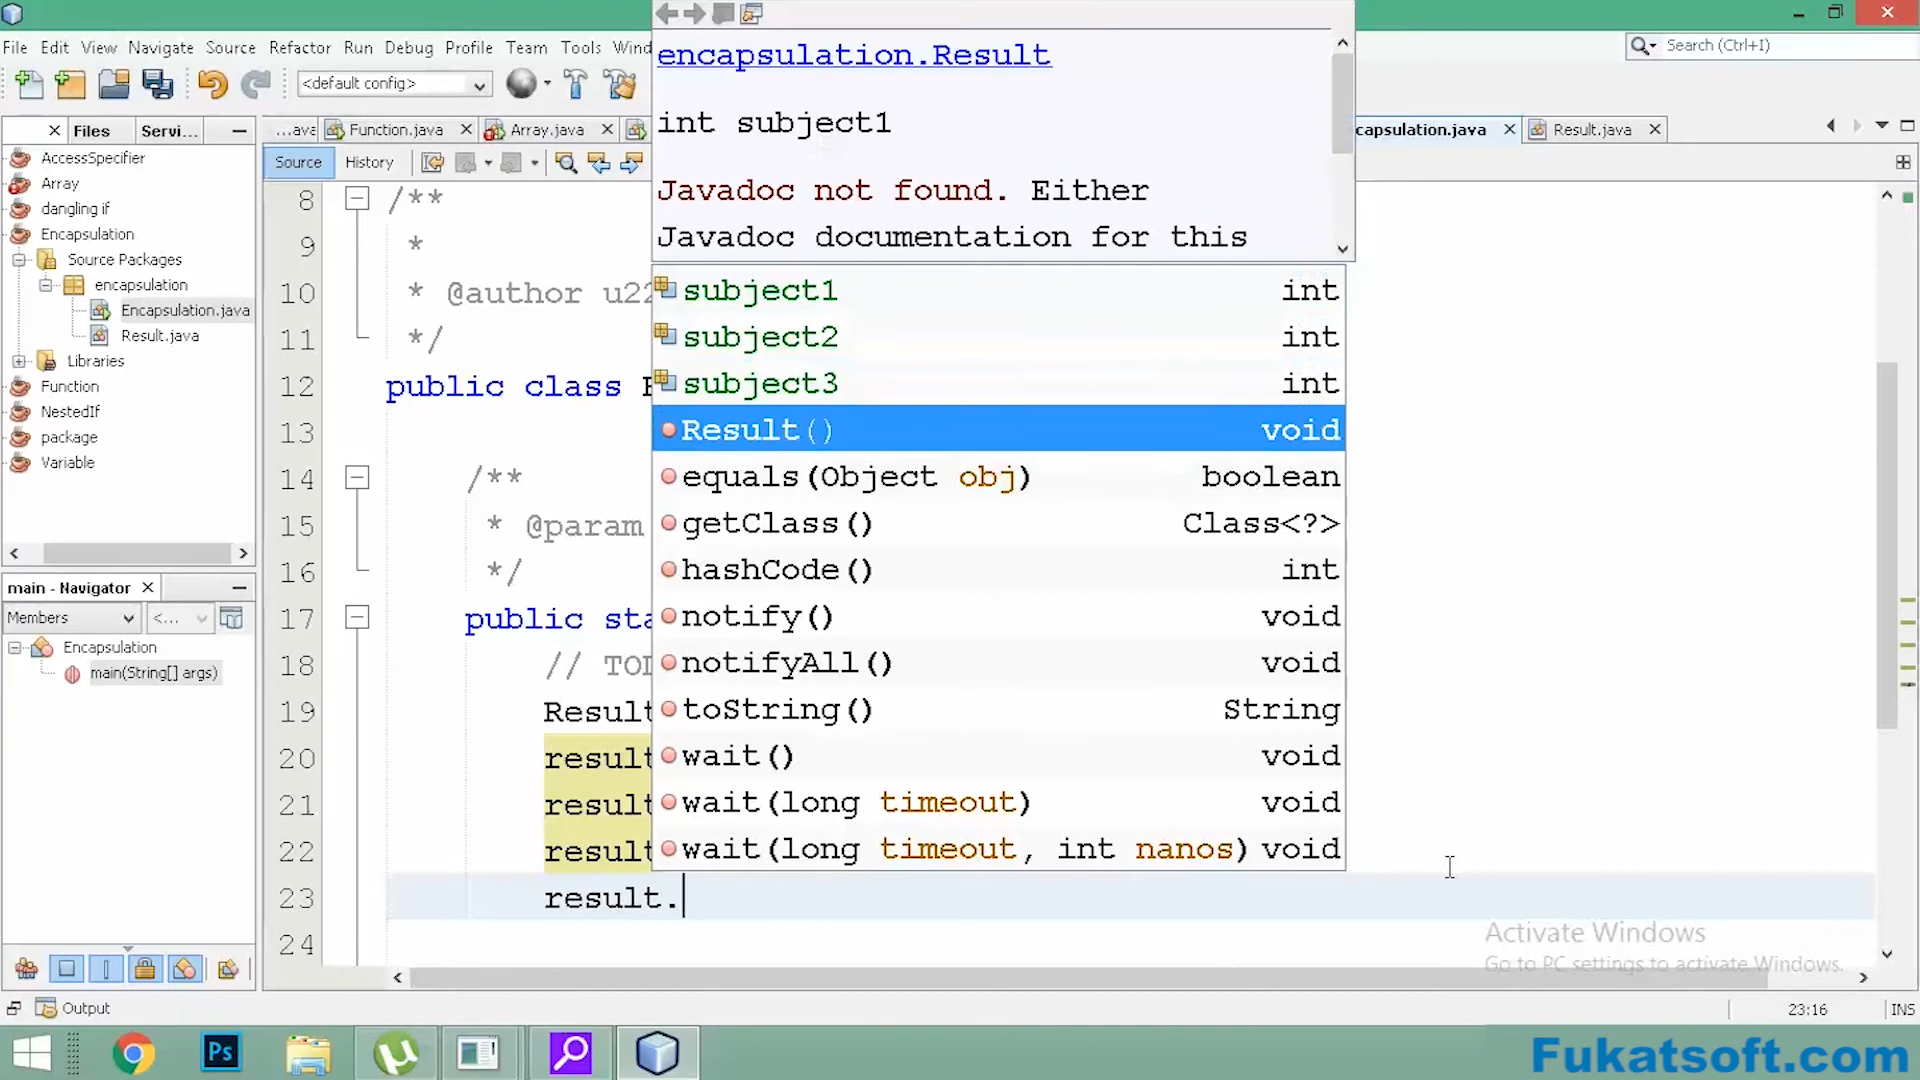 File Edit View Navigate Source Refactor Run Debug Profile Team Tools Wind
Search (Ctrl+I)
<default config>
Files Servi...
...ava Function.java Array.java
capsulation.java Result.java
Source History
AccessSpecifier
Array
dangling if
Encapsulation
Source Packages
encapsulation
Encapsulation.java
Result.java
Libraries
Function
NestedIf
package
Variable
main - Navigator
Members <...
Encapsulation
main(String[] args)
encapsulation.Result
int subject1
Javadoc not found. Either
Javadoc documentation for this
subject1 int
subject2 int
subject3 int
Result() void
equals(Object obj) boolean
getClass() Class<?>
hashCode() int
notify() void
notifyAll() void
toString() String
wait() void
wait(long timeout) void
wait(long timeout, int nanos) void
8 /**
9 *
10 * @author u22
11 */
12 public class
13
14 /**
15 * @param
16 */
17 public sta
18 // TOD
19 Result
20 result
21 result
22 result
23 result.
24
Activate Windows
Go to PC settings to activate Windows.
Output
23:16 INS
Ps
Fukatsoft.com